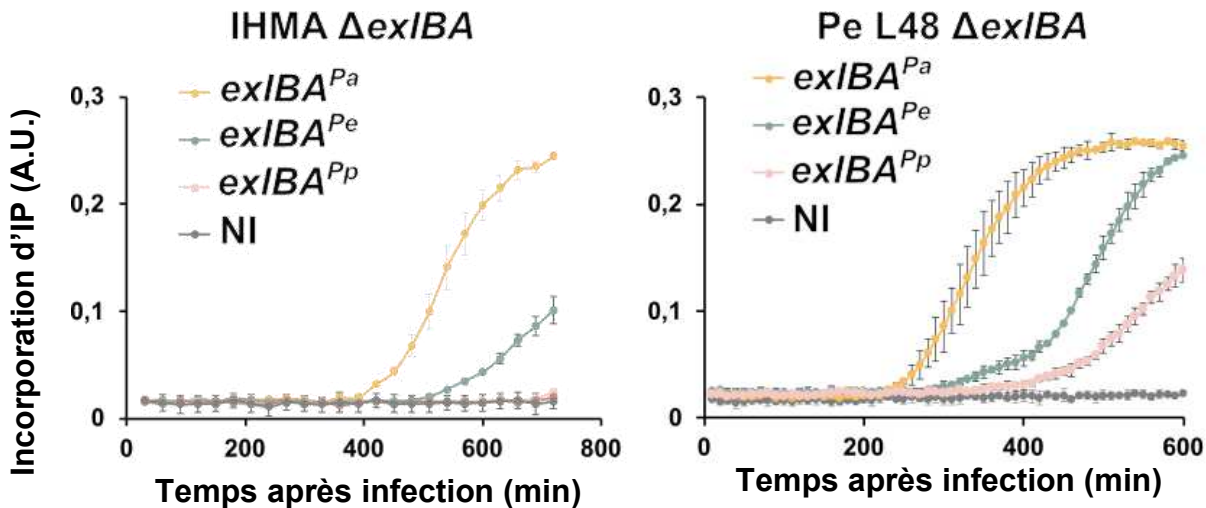 IHMA ΔexlBA
exlBA^Pa
exlBA^Pe
exlBA^Pp
NI
0,3
0,2
0,1
0
0
200
400
600
800
Incorporation d'IP (A.U.)
Temps après infection (min)
Pe L48 ΔexlBA
exlBA^Pa
exlBA^Pe
exlBA^Pp
NI
0,3
0,2
0,1
0
0
200
400
600
Temps après infection (min)